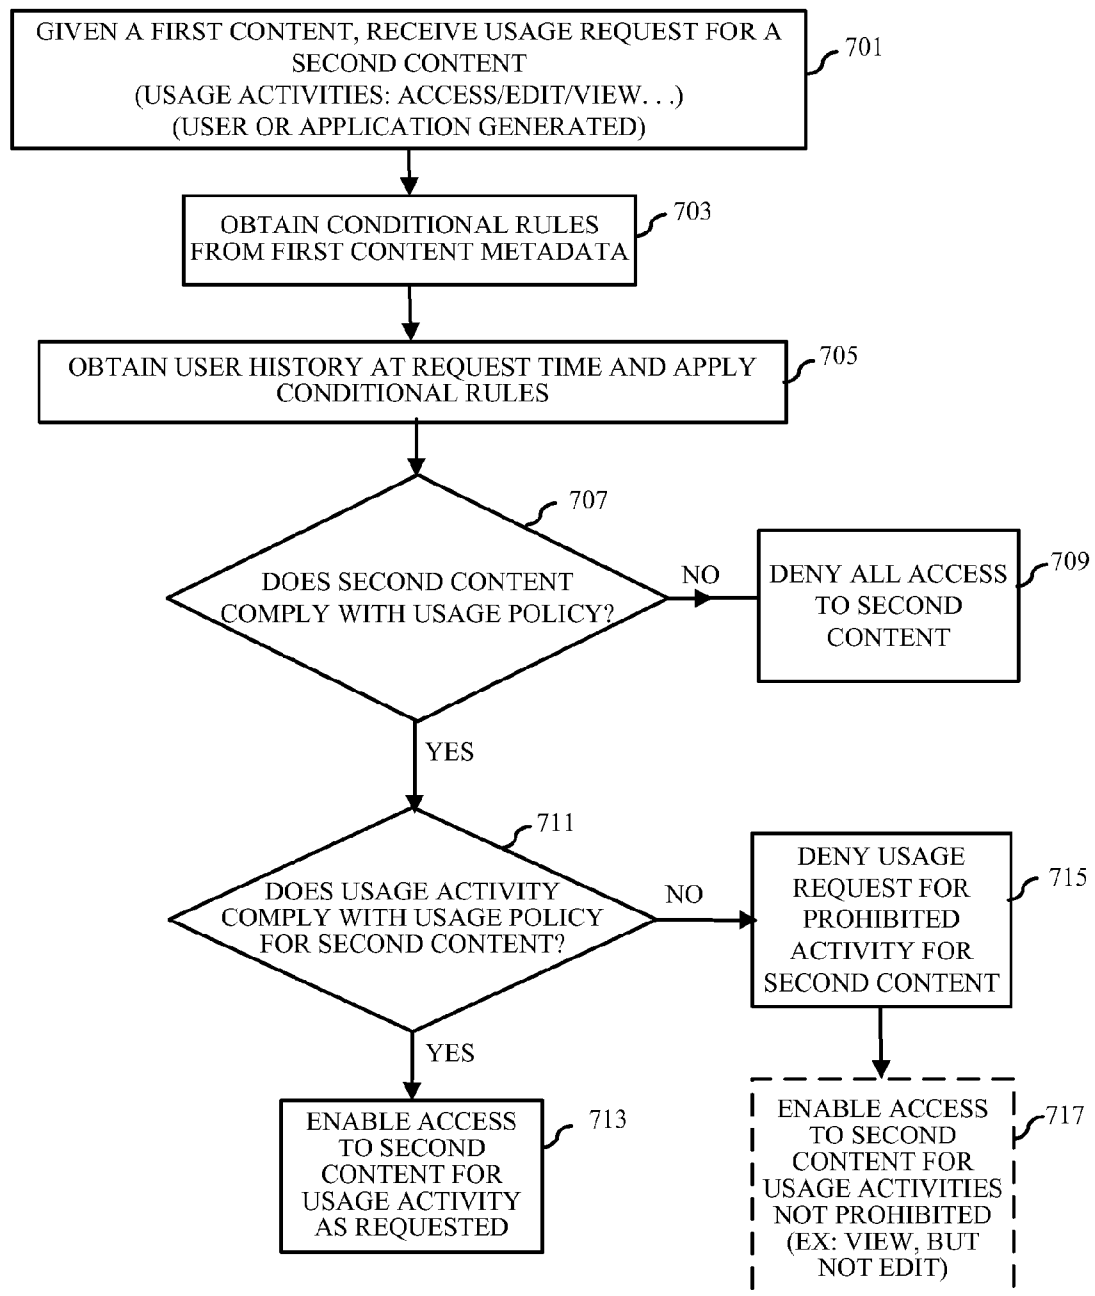 GIVEN A FIRST CONTENT, RECEIVE USAGE REQUEST FOR A
SECOND CONTENT
(USAGE ACTIVITIES: ACCESS/EDIT/VIEW. . .)
(USER OR APPLICATION GENERATED)
701
OBTAIN CONDITIONAL RULES
FROM FIRST CONTENT METADATA
703
OBTAIN USER HISTORY AT REQUEST TIME AND APPLY
CONDITIONAL RULES
705
707
DOES SECOND CONTENT
COMPLY WITH USAGE POLICY?
NO
DENY ALL ACCESS
TO SECOND
CONTENT
709
YES
711
DOES USAGE ACTIVITY
COMPLY WITH USAGE POLICY
FOR SECOND CONTENT?
NO
DENY USAGE
REQUEST FOR
PROHIBITED
ACTIVITY FOR
SECOND CONTENT
715
YES
ENABLE ACCESS
TO SECOND
CONTENT FOR
USAGE ACTIVITY
AS REQUESTED
713
ENABLE ACCESS
TO SECOND
CONTENT FOR
USAGE ACTIVITIES
NOT PROHIBITED
(EX: VIEW, BUT
NOT EDIT)
717